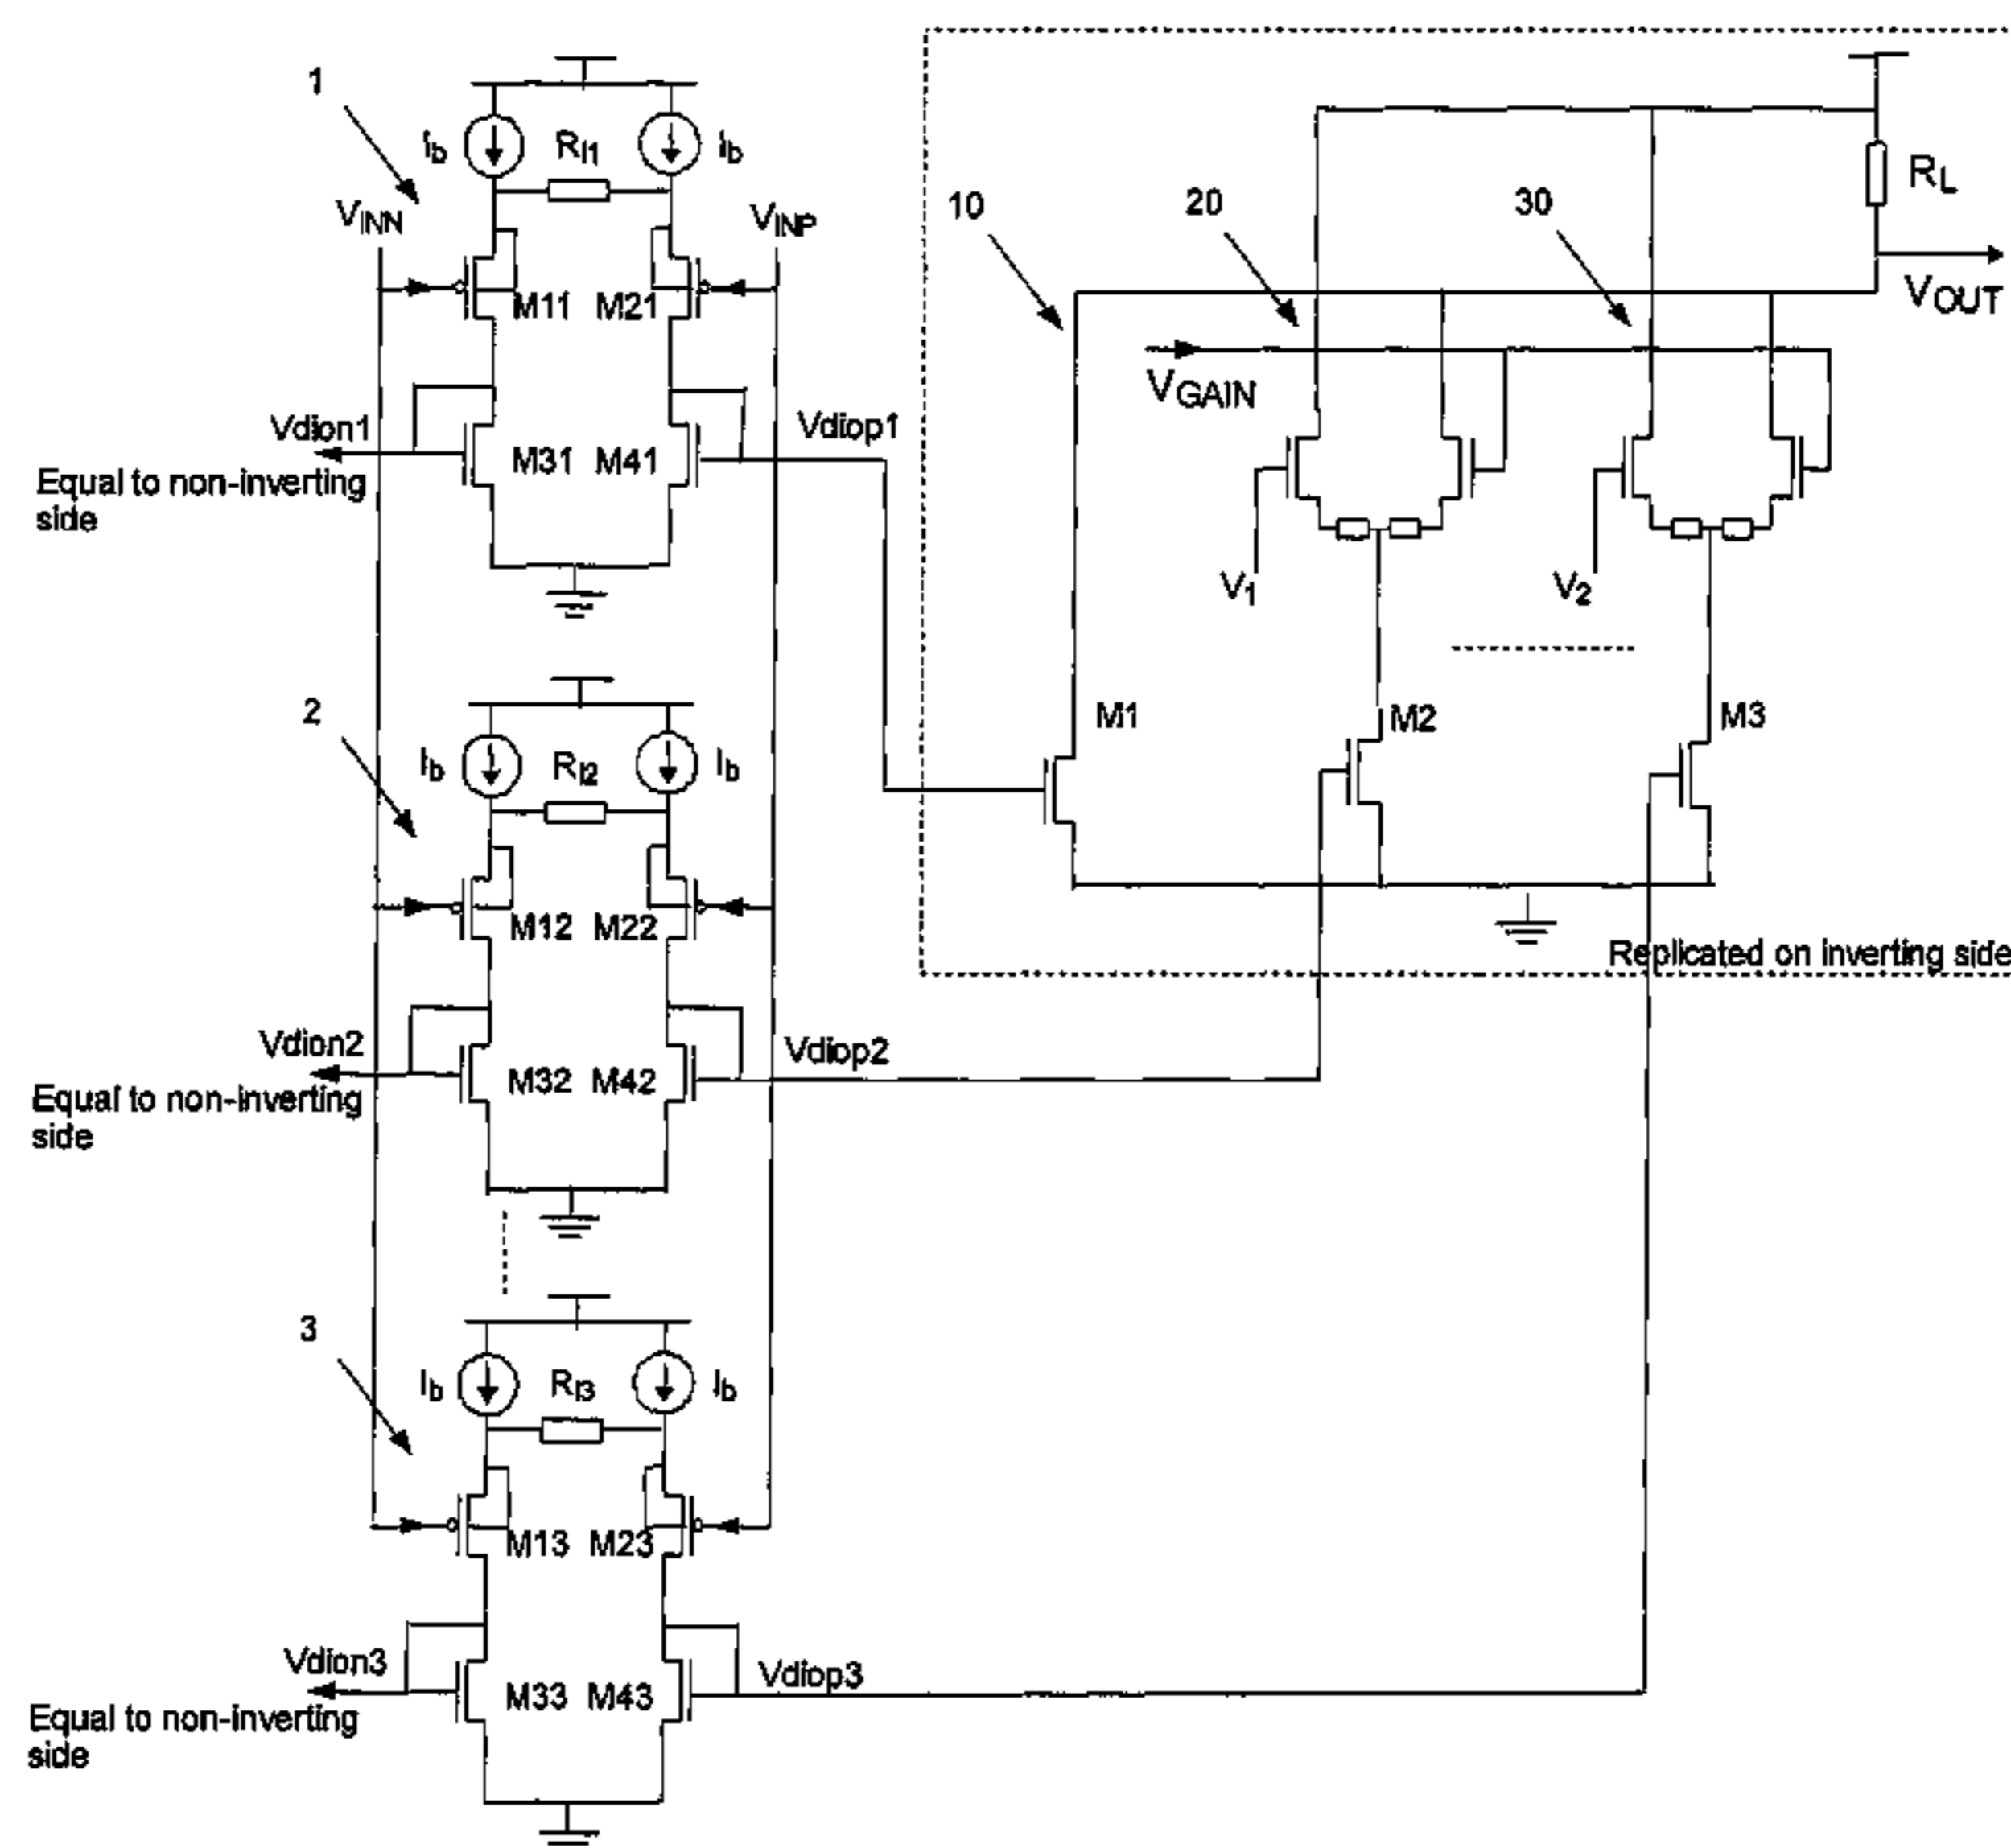 1
Ib
RI1
Ib
VINN
VINP
M11 M21
Vdion1
M31 M41
Vdiop1
Equal to non-inverting
side
2
Ib
RI2
Ib
M12 M22
Vdion2
M32 M42
Vdiop2
Equal to non-inverting
side
3
Ib
RI3
Ib
M13 M23
Vdion3
M33 M43
Vdiop3
Equal to non-inverting
side
10
20
30
RL
VOUT
VGAIN
V1
V2
M1
M2
M3
Replicated on inverting side